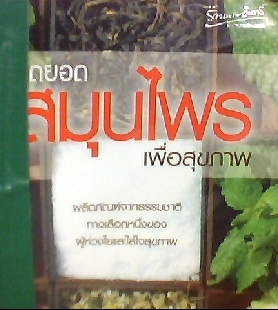 ดยอด
สมุนไพร
เพื่อสุขภาพ
ผลิตภัณฑ์จากธรรมชาติ
ทางเลือกหนึ่งของ
ผู้ห่วงใยและใส่ใจสุขภาพ